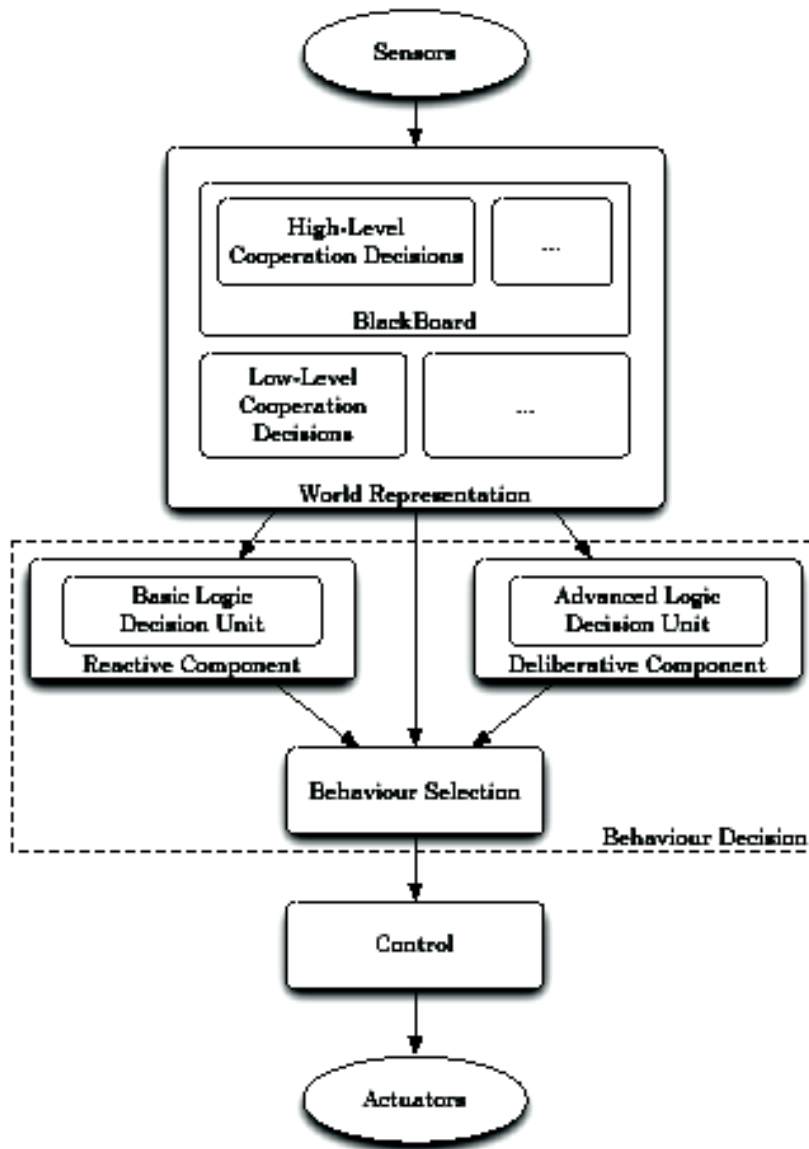 Sensors
High-Level
Cooperation Decisions
...
BlackBoard
Low-Level
Cooperation
Decisions
...
World Representation
Basic Logic
Decision Unit
Reactive Component
Advanced Logic
Decision Unit
Deliberative Component
Behaviour Selection
Behaviour Decision
Control
Actuators